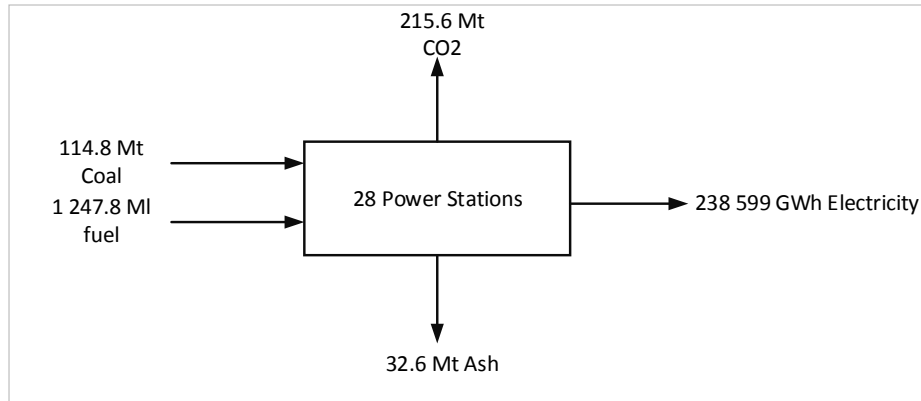 215.6 Mt
CO2
114.8 Mt
Coal
1 247.8 Ml
fuel
28 Power Stations
238 599 GWh Electricity
32.6 Mt Ash